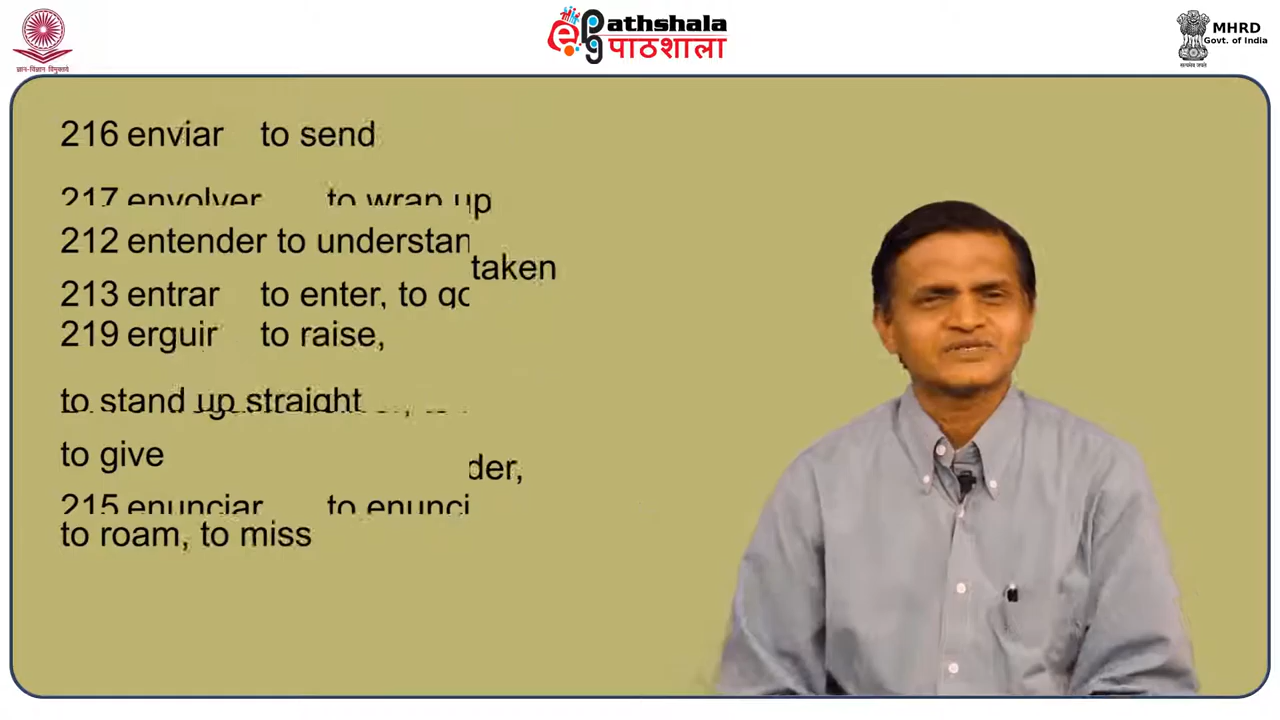 ज्ञान-विज्ञान विमुक्तये
epathshala
पाठशाला
MHRD
Govt. of India
216 enviar to send
217 envolver to wrap up
212 entender to understan
taken
213 entrar to enter, to go
219 erguir to raise,
to stand up straight
to give
der,
215 enunciar to enunci
to roam, to miss